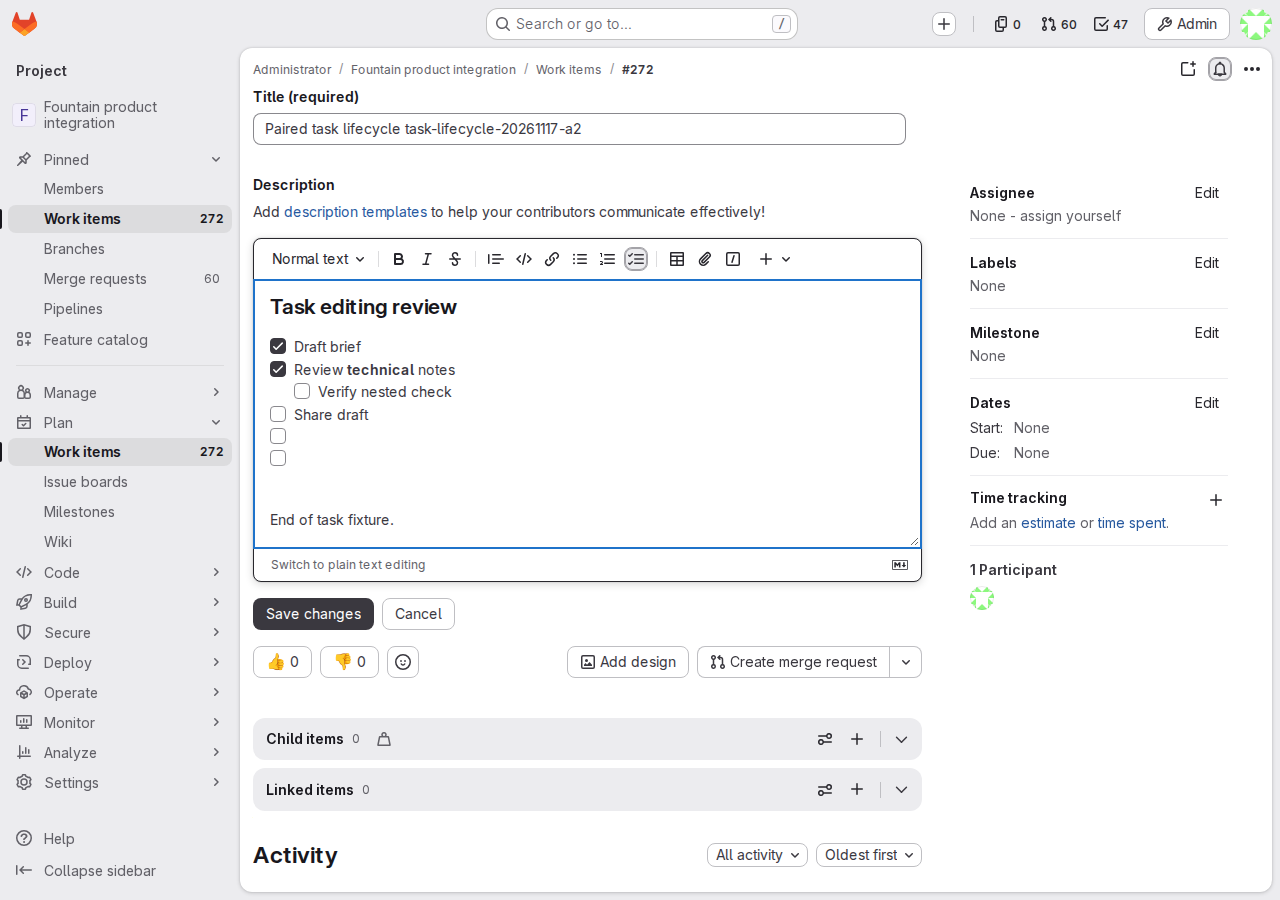 Search or go to...
/
0
60
47
Admin
Project
F
Fountain product integration
Pinned
Members
Work items
272
Branches
Merge requests
60
Pipelines
Feature catalog
Manage
Plan
Work items
272
Issue boards
Milestones
Wiki
Code
Build
Secure
Deploy
Operate
Monitor
Analyze
Settings
Help
Collapse sidebar
Administrator / Fountain product integration / Work items / #272
Title (required)
Paired task lifecycle task-lifecycle-20261117-a2
Description
Add description templates to help your contributors communicate effectively!
Normal text
Task editing review
Draft brief
Review technical notes
Verify nested check
Share draft
End of task fixture.
Switch to plain text editing
Save changes
Cancel
👍 0
👎 0
Add design
Create merge request
Child items 0
Linked items 0
Activity
All activity
Oldest first
Assignee
Edit
None - assign yourself
Labels
Edit
None
Milestone
Edit
None
Dates
Edit
Start: None
Due: None
Time tracking
Add an estimate or time spent.
1 Participant